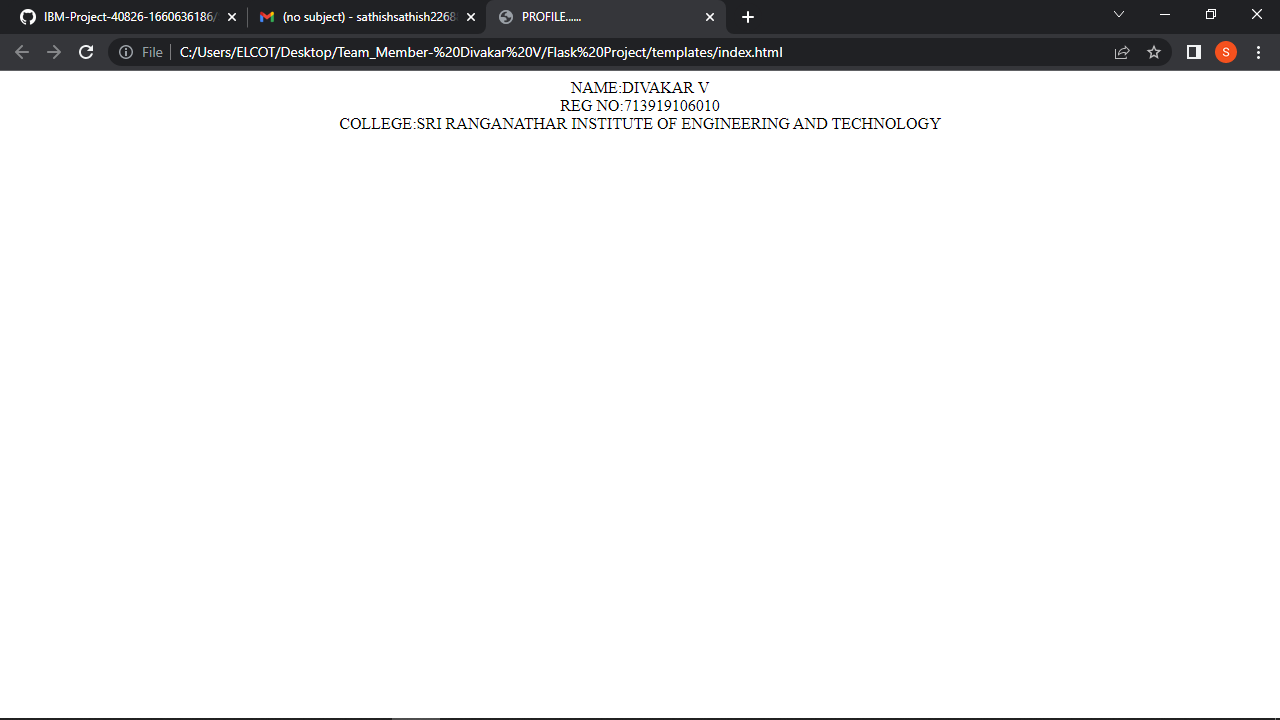 IBM-Project-40826-1660636186/
(no subject) - sathishsathish2268
PROFILE......
File
C:/Users/ELCOT/Desktop/Team_Member-%20Divakar%20V/Flask%20Project/templates/index.html
S
NAME:DIVAKAR V
REG NO:713919106010
COLLEGE:SRI RANGANATHAR INSTITUTE OF ENGINEERING AND TECHNOLOGY